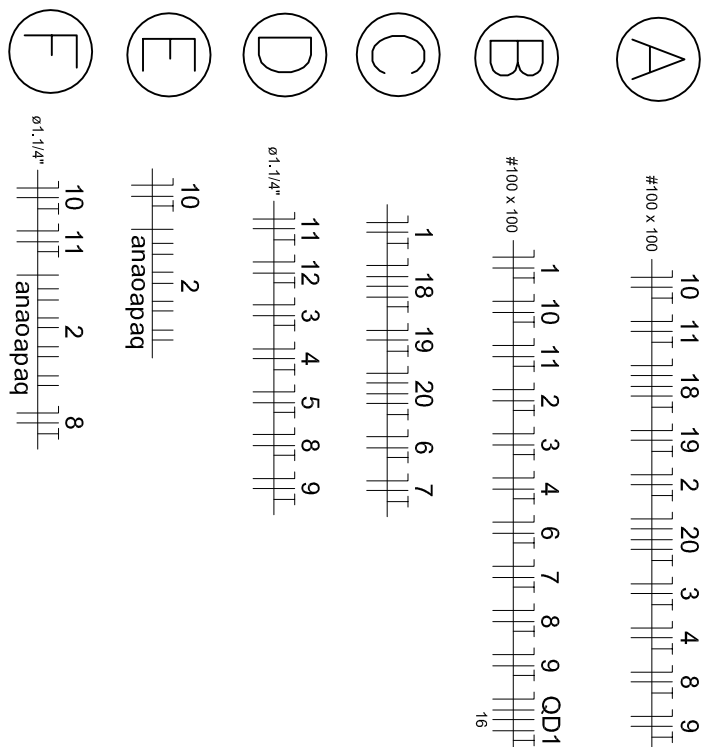 A #100 x 100 10 11 18 19 2 20 3 4 8 9
B #100 x 100 1 10 11 2 3 4 6 7 8 9 QD1
16
C 1 18 19 20 6 7
D ø1.1/4" 11 12 3 4 5 8 9
E 10 2
anaoapaq
F ø1.1/4" 10 11 2 8
anaoapaq